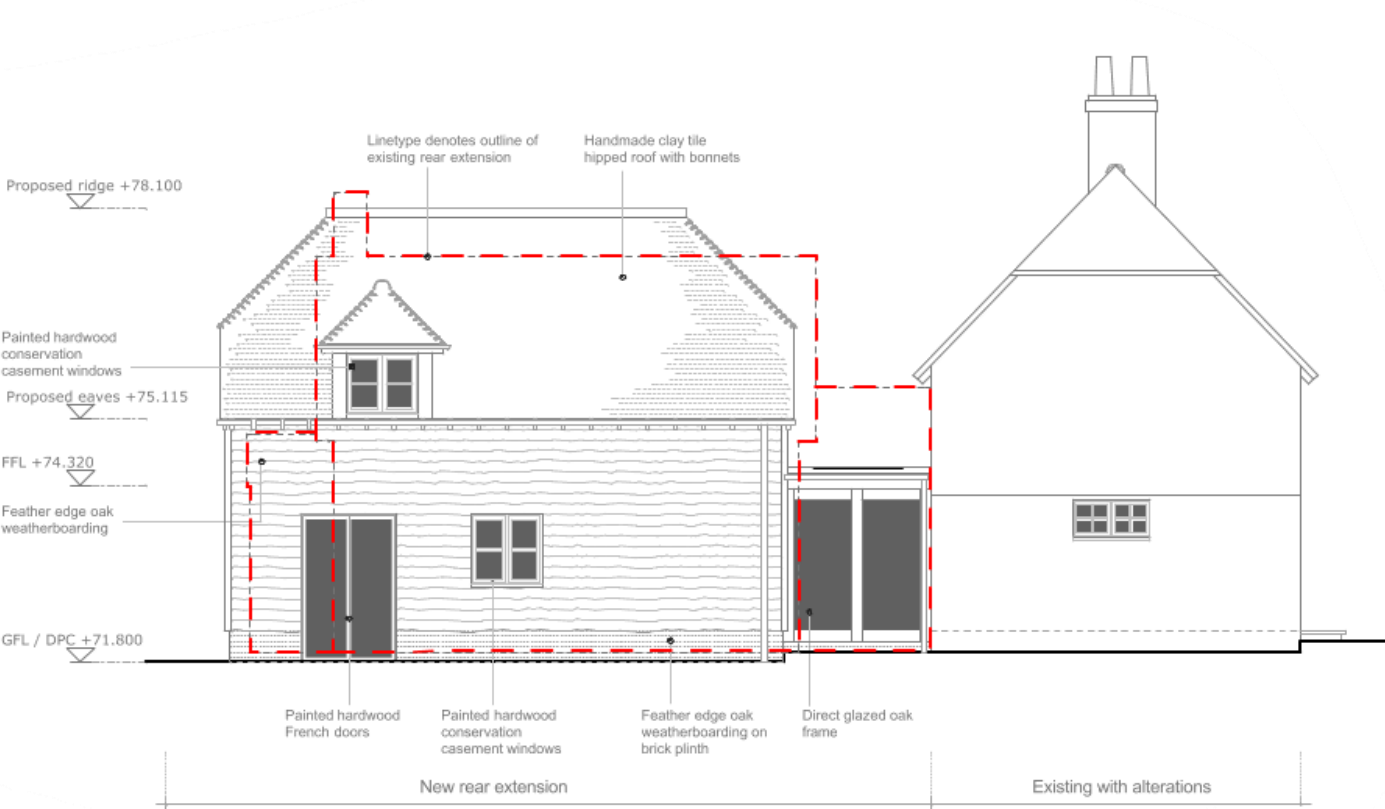 Linetype denotes outline of
existing rear extension
Handmade clay tile
hipped roof with bonnets
Proposed ridge +78.100
Painted hardwood
conservation
casement windows
Proposed eaves +75.115
FFL +74.320
Feather edge oak
weatherboarding
GFL / DPC +71.800
Painted hardwood
French doors
Painted hardwood
conservation
casement windows
Feather edge oak
weatherboarding on
brick plinth
Direct glazed oak
frame
New rear extension
Existing with alterations